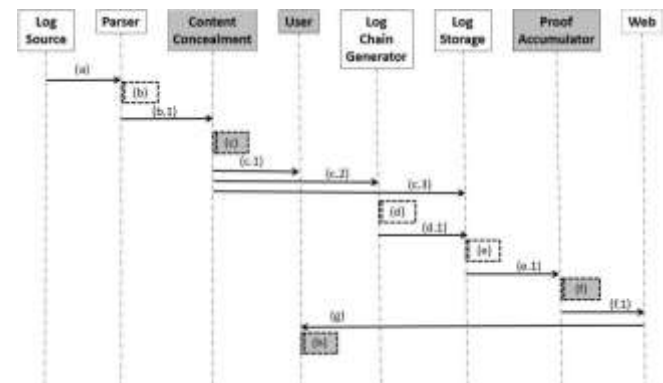 Log Source
Parser
Content Concealment
User
Log Chain Generator
Log Storage
Proof Accumulator
Web
(a)
(b)
(b.1)
(c)
(c.1)
(c.2)
(c.3)
(d)
(d.1)
(e)
(e.1)
(f)
(f.1)
(g)
(h)